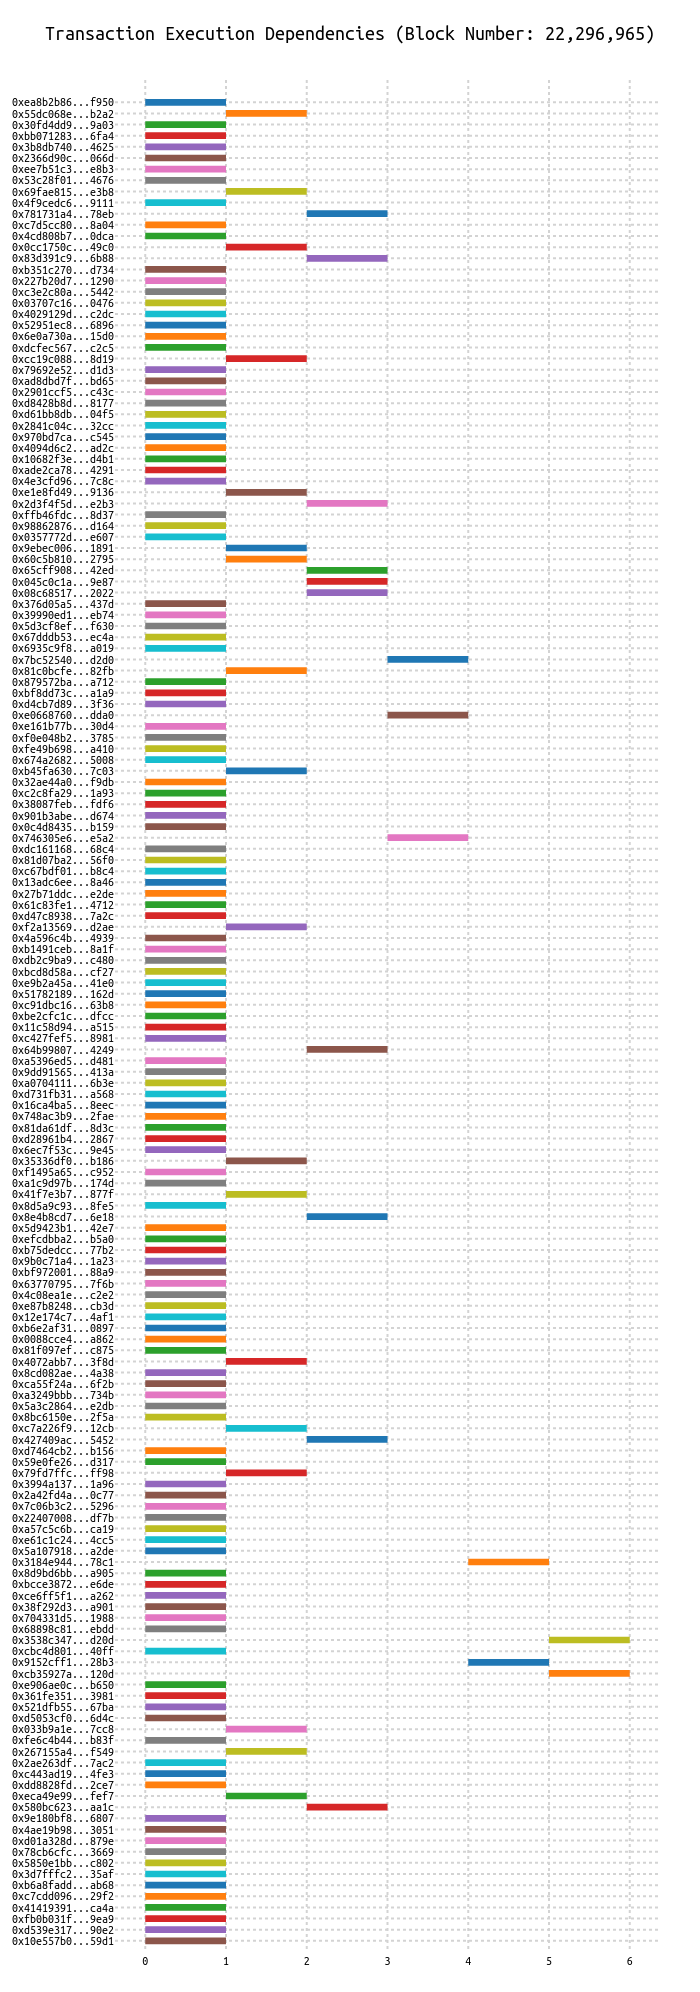 Transaction Execution Dependencies (Block Number: 22,296,965)
0xea8b2b86...f950
0x55dc068e...b2a2
0x30fd4dd9...9a03
0xbb071283...6fa4
0x3b8db740...4625
0x2366d90c...066d
0xee7b51c3...e8b3
0x53c28f01...4676
0x69fae815...e3b8
0x4f9cedc6...9111
0x781731a4...78eb
0xc7d5cc80...8a04
0x4cd808b7...0dca
0x0cc1750c...49c0
0x83d391c9...6b88
0xb351c270...d734
0x227b20d7...1290
0xc3e2c80a...5442
0x03707c16...0476
0x4029129d...c2dc
0x52951ec8...6896
0x6e0a730a...15d0
0xdcfec567...c2c5
0xcc19c088...8d19
0x79692e52...d1d3
0xad8dbd7f...bd65
0x2901ccf5...c43c
0xd8428b8d...8177
0xd61bb8db...04f5
0x2841c04c...32cc
0x970bd7ca...c545
0x4094d6c2...ad2c
0x10682f3e...d4b1
0xade2ca78...4291
0x4e3cfd96...7c8c
0xe1e8fd49...9136
0x2d3f4f5d...e2b3
0xffb46fdc...8d37
0x98862876...d164
0x0357772d...e607
0x9ebec006...1891
0x60c5b810...2795
0x65cff908...42ed
0x045c0c1a...9e87
0x08c68517...2022
0x376d05a5...437d
0x39990ed1...eb74
0x5d3cf8ef...f630
0x67dddb53...ec4a
0x6935c9f8...a019
0x7bc52540...d2d0
0x81c0bcfe...82fb
0x879572ba...a712
0xbf8dd73c...a1a9
0xd4cb7d89...3f36
0xe0668760...dda0
0xe161b77b...30d4
0xf0e048b2...3785
0xfe49b698...a410
0x674a2682...5008
0xb45fa630...7c03
0x32ae44a0...f9db
0xc2c8fa29...1a93
0x38087feb...fdf6
0x901b3abe...d674
0x0c4d8435...b159
0x746305e6...e5a2
0xdc161168...68c4
0x81d07ba2...56f0
0xc67bdf01...b8c4
0x13adc6ee...8a46
0x27b71ddc...e2de
0x61c83fe1...4712
0xd47c8938...7a2c
0xf2a13569...d2ae
0x4a596c4b...4939
0xb1491ceb...8a1f
0xdb2c9ba9...c480
0xbcd8d58a...cf27
0xe9b2a45a...41e0
0x51782189...162d
0xc91dbc16...63b8
0xbe2cfc1c...dfcc
0x11c58d94...a515
0xc427fef5...8981
0x64b99807...4249
0xa5396ed5...d481
0x9dd91565...413a
0xa0704111...6b3e
0xd731fb31...a568
0x16ca4ba5...8eec
0x748ac3b9...2fae
0x81da61df...8d3c
0xd28961b4...2867
0x6ec7f53c...9e45
0x35336df0...b186
0xf1495a65...c952
0xa1c9d97b...174d
0x41f7e3b7...877f
0x8d5a9c93...8fe5
0x8e4b8cd7...6e18
0x5d9423b1...42e7
0xefcdbba2...b5a0
0xb75dedcc...77b2
0x9b0c71a4...1a23
0xbf972001...88a9
0x63770795...7f6b
0x4c08ea1e...c2e2
0xe87b8248...cb3d
0x12e174c7...4af1
0xb6e2af31...0897
0x0088cce4...a862
0x81f097ef...c875
0x4072abb7...3f8d
0x8cd082ae...4a38
0xca55f24a...6f2b
0xa3249bbb...734b
0x5a3c2864...e2db
0x8bc6150e...2f5a
0xc7a226f9...12cb
0x427409ac...5452
0xd7464cb2...b156
0x59e0fe26...d317
0x79fd7ffc...ff98
0x3994a137...1a96
0x2a42fd4a...0c77
0x7c06b3c2...5296
0x22407008...df7b
0xa57c5c6b...ca19
0xe61c1c24...4cc5
0x5a107918...a2de
0x3184e944...78c1
0x8d9bd6bb...a905
0xbcce3872...e6de
0xce6ff5f1...a262
0x38f292d3...a901
0x704331d5...1988
0x68898c81...ebdd
0x3538c347...d20d
0xcbc4d801...40ff
0x9152cff1...28b3
0xcb35927a...120d
0xe906ae0c...b650
0x361fe351...3981
0x521dfb55...67ba
0xd5053cf0...6d4c
0x033b9a1e...7cc8
0xfe6c4b44...b83f
0x267155a4...f549
0x2ae263df...7ac2
0xc443ad19...4fe3
0xdd8828fd...2ce7
0xeca49e99...fef7
0x580bc623...aa1c
0x9e180bf8...6807
0x4ae19b98...3051
0xd01a328d...879e
0x78cb6cfc...3669
0x5850e1bb...c802
0x3d7fffc2...35af
0xb6a8fadd...ab68
0xc7cdd096...29f2
0x41419391...ca4a
0xfb0b031f...9ea9
0xd539e317...90e2
0x10e557b0...59d1
0 1 2 3 4 5 6